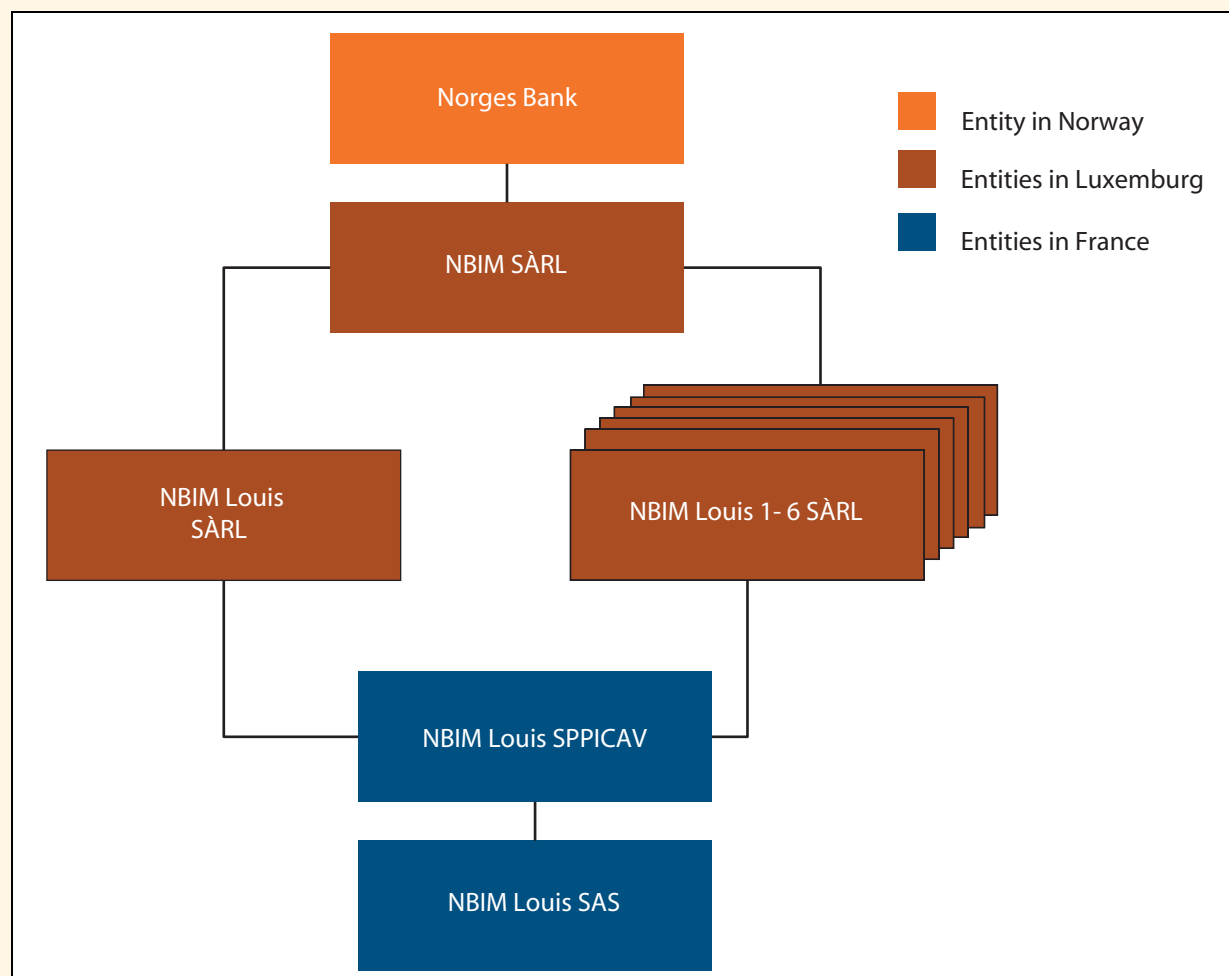 Norges Bank
Entity in Norway
Entities in Luxemburg
Entities in France
NBIM SÀRL
NBIM Louis
SÀRL
NBIM Louis 1- 6 SÀRL
NBIM Louis SPPICAV
NBIM Louis SAS